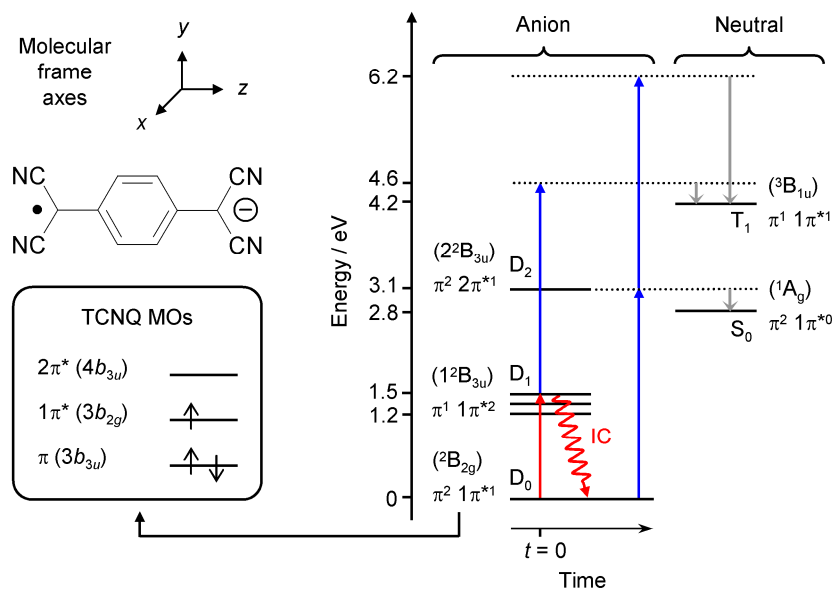 Molecular
frame
axes
y
z
x
NC
CN
NC
CN
TCNQ MOs
2π* (4b3u)
1π* (3b2g)
π (3b3u)
Energy / eV
6.2
4.6
4.2
3.1
2.8
1.5
1.2
0
Anion
(2²B3u)
π² 2π*¹
D2
(1²B3u)
π¹ 1π*²
D1
IC
(²B2g)
π² 1π*¹
D0
t = 0
Time
Neutral
(³B1u)
T1
π¹ 1π*¹
(¹Ag)
S0
π² 1π*⁰